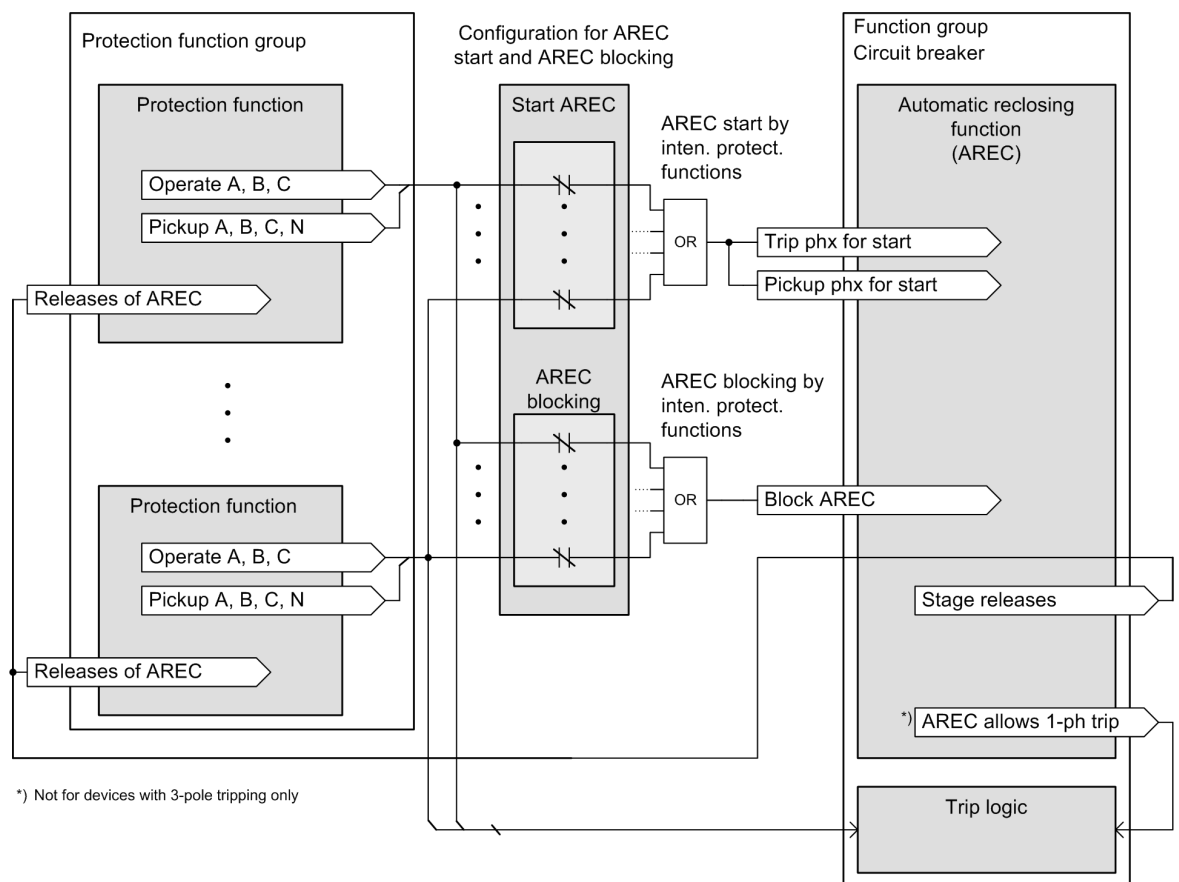 Protection function group
Protection function
Operate A, B, C
Pickup A, B, C, N
Releases of AREC
Protection function
Operate A, B, C
Pickup A, B, C, N
Releases of AREC
*) Not for devices with 3-pole tripping only
Configuration for AREC
start and AREC blocking
Start AREC
AREC start by
inten. protect.
functions
OR
AREC
blocking
AREC blocking by
inten. protect.
functions
OR
Function group
Circuit breaker
Automatic reclosing
function
(AREC)
Trip phx for start
Pickup phx for start
Block AREC
Stage releases
*) AREC allows 1-ph trip
Trip logic